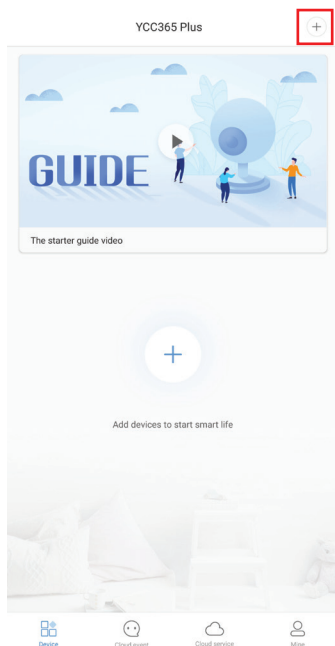 YCC365 Plus
GUIDE
The starter guide video
Add devices to start smart life
Device
Cloud event
Cloud service
Mine